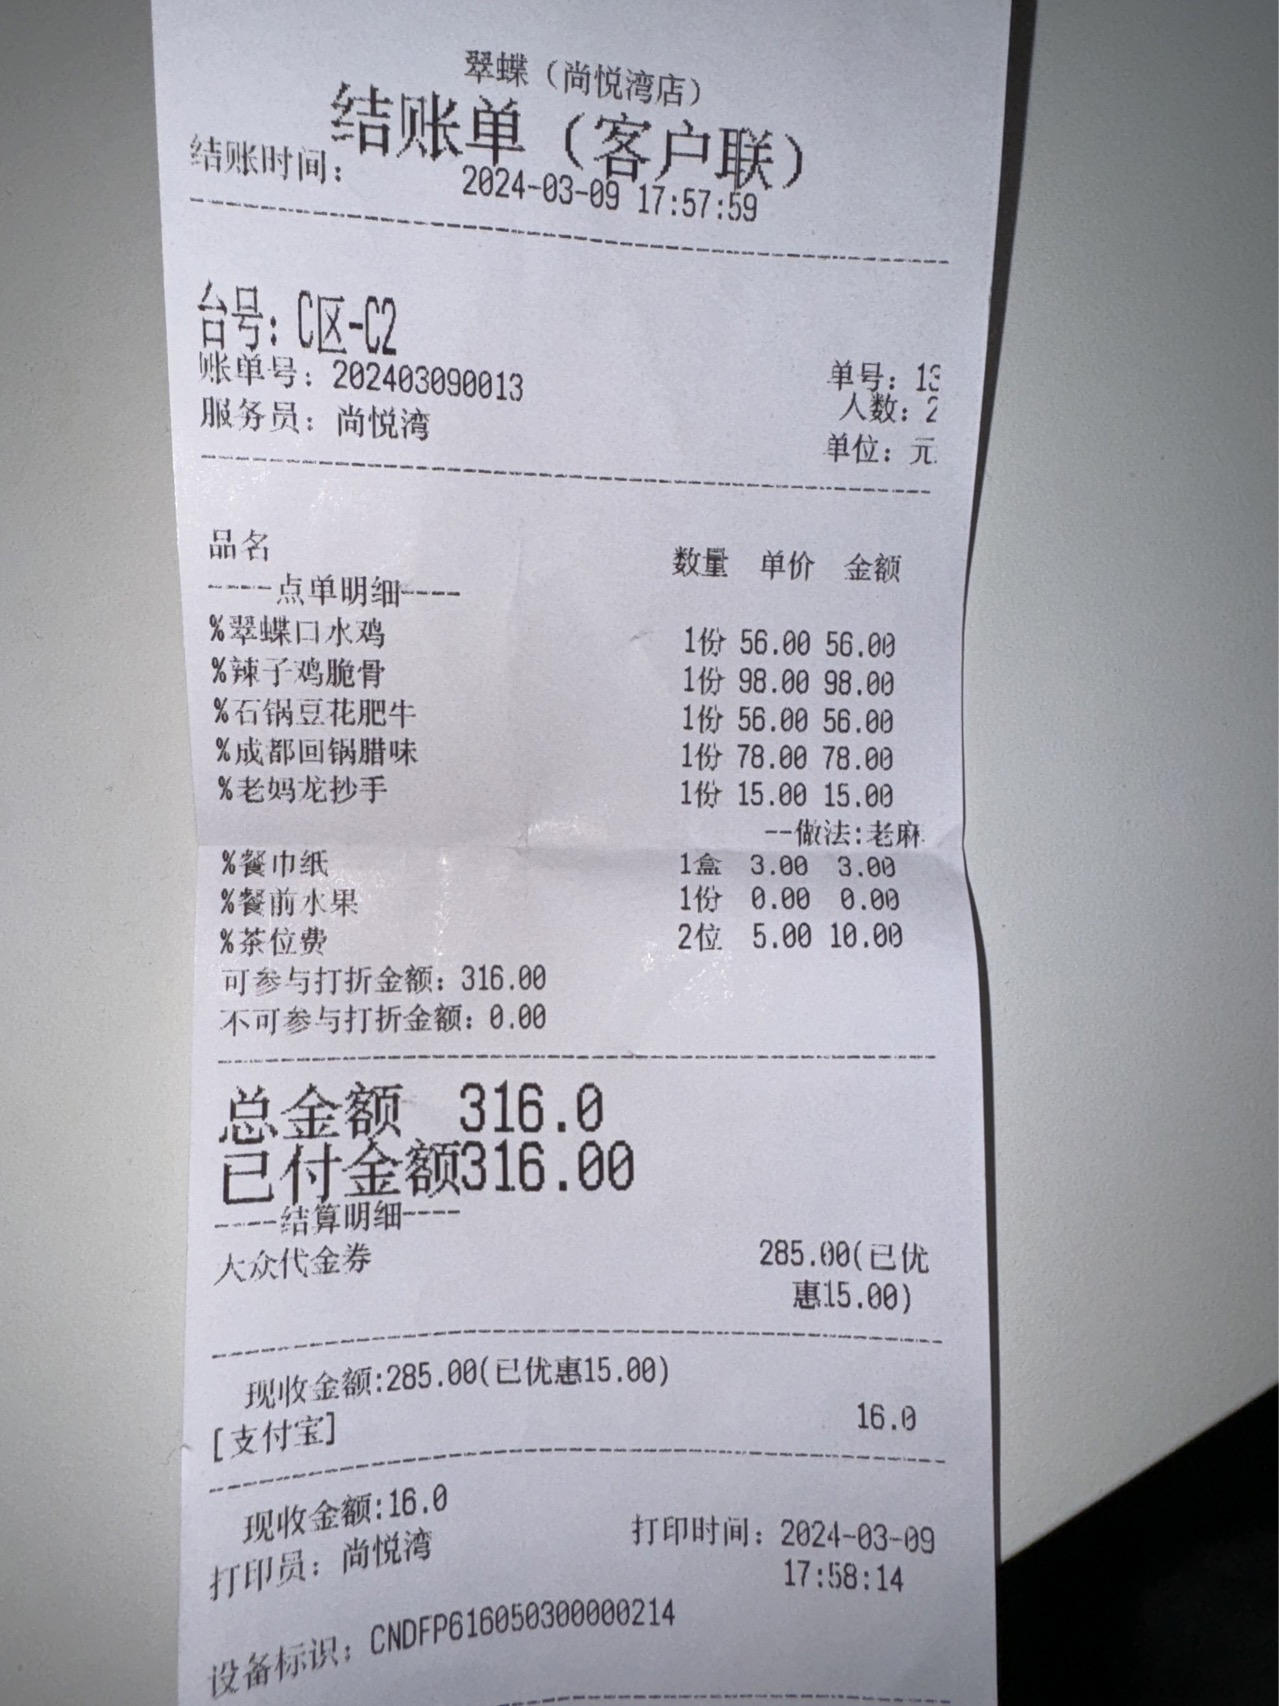 翠蝶（尚悦湾店）
结账单（客户联）
结账时间： 2024-03-09 17:57:59
台号：C区-C2
账单号：202403090013 单号：13
服务员：尚悦湾 人数：2
单位：元
品名 数量 单价 金额
----点单明细----
%翠蝶口水鸡 1份 56.00 56.00
%辣子鸡脆骨 1份 98.00 98.00
%石锅豆花肥牛 1份 56.00 56.00
%成都回锅腊味 1份 78.00 78.00
%老妈龙抄手 1份 15.00 15.00
--做法:老麻
%餐巾纸 1盒 3.00 3.00
%餐前水果 1份 0.00 0.00
%茶位费 2位 5.00 10.00
可参与打折金额：316.00
不可参与打折金额：0.00
总金额 316.0
已付金额316.00
----结算明细----
大众代金券 285.00(已优
惠15.00)
现收金额:285.00(已优惠15.00)
[支付宝] 16.0
现收金额:16.0
打印员：尚悦湾 打印时间：2024-03-09
17:58:14
设备标识：CNDFP616050300000214